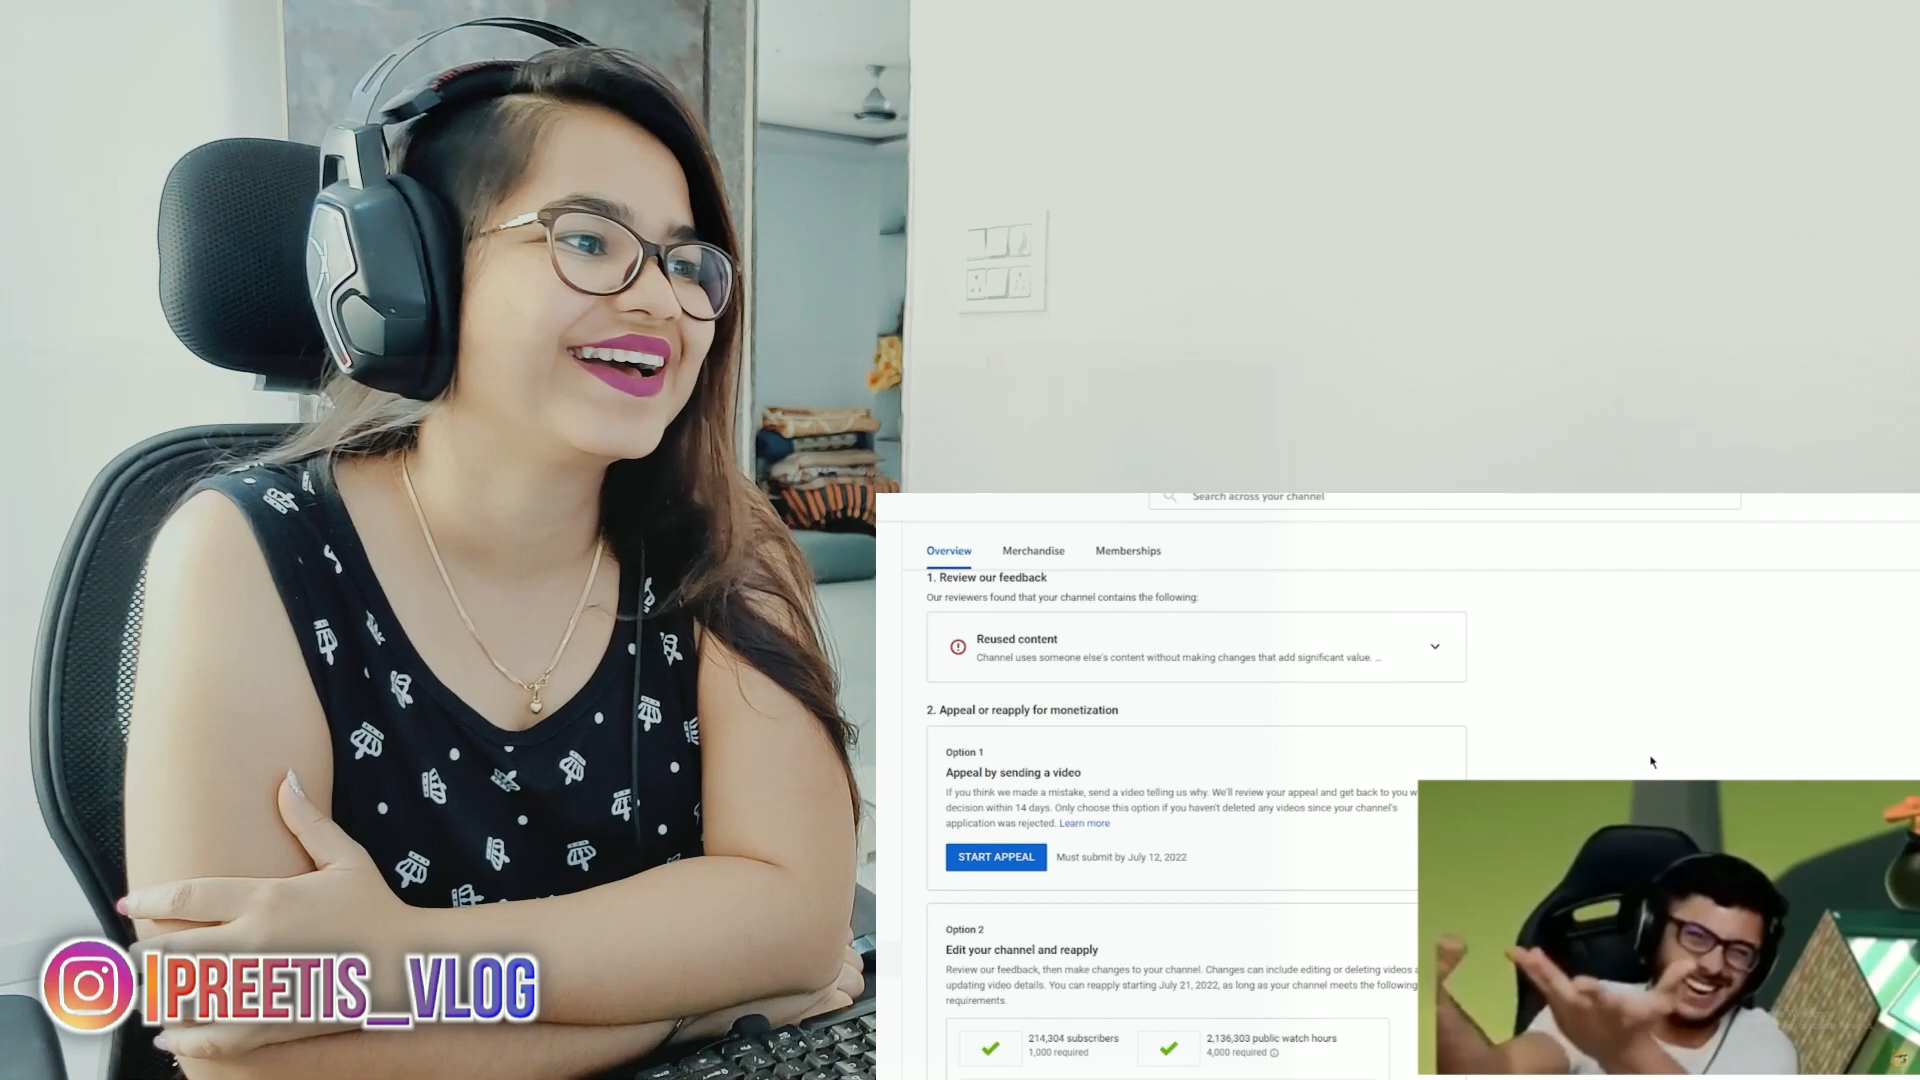 Search across your channel
Overview Merchandise Memberships
1. Review our feedback
Our reviewers found that your channel contains the following:
Reused content
Channel uses someone else's content without making changes that add significant value. ...
2. Appeal or reapply for monetization
Option 1
Appeal by sending a video
If you think we made a mistake, send a video telling us why. We'll review your appeal and get back to you
decision within 14 days. Only choose this option if you haven't deleted any videos since your channel's
application was rejected. Learn more
START APPEAL Must submit by July 12, 2022
Option 2
Edit your channel and reapply
Review our feedback, then make changes to your channel. Changes can include editing or deleting videos
updating video details. You can reapply starting July 21, 2022, as long as your channel meets the following
requirements.
214,304 subscribers
1,000 required
2,136,303 public watch hours
4,000 required
|PREETIS_VLOG